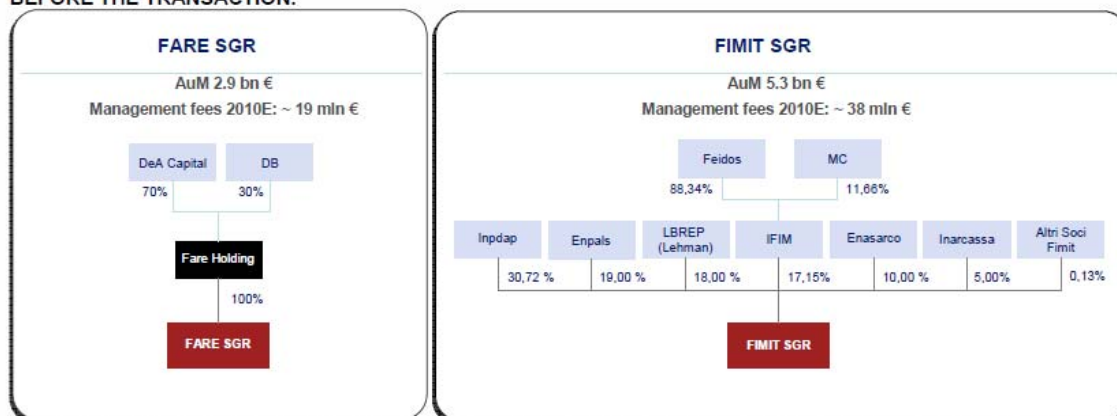 BEFORE THE TRANSACTION:
FARE SGR
AuM 2.9 bn €
Management fees 2010E: ~ 19 mln €
DeA Capital
DB
70%
30%
Fare Holding
100%
FARE SGR
FIMIT SGR
AuM 5.3 bn €
Management fees 2010E: ~ 38 mln €
Feidos
MC
88,34%
11,66%
Inpdap
Enpals
LBREP
(Lehman)
IFIM
Enasarco
Inarcassa
Altri Soci
Fimit
30,72 %
19,00 %
18,00 %
17,15%
10,00 %
5,00%
0,13%
FIMIT SGR